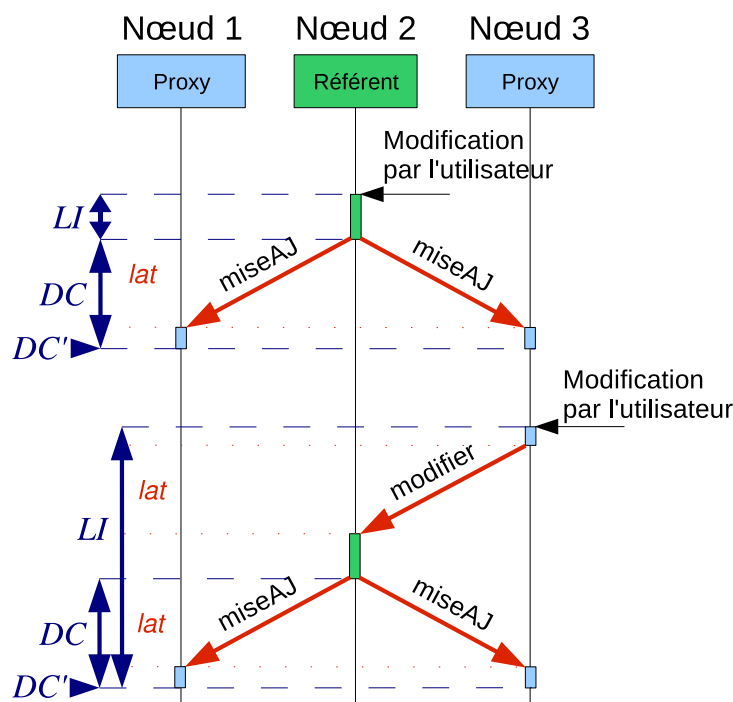 Nœud 1
Nœud 2
Nœud 3
Proxy
Référent
Proxy
Modification
par l'utilisateur
LI
miseAJ
miseAJ
lat
DC
DC'
Modification
par l'utilisateur
modifier
lat
LI
miseAJ
miseAJ
lat
DC
DC'